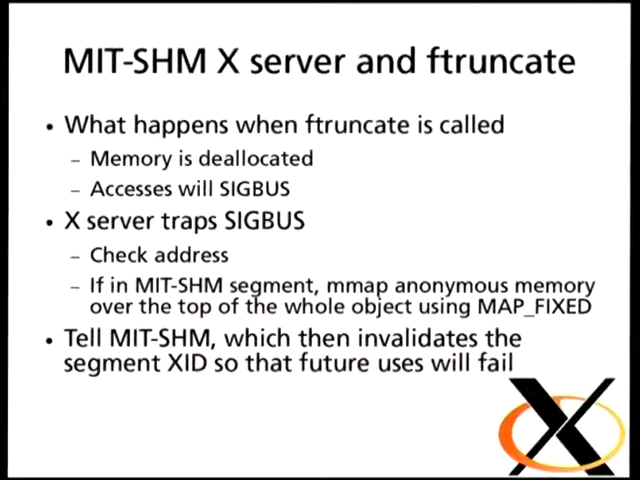 MIT-SHM X server and ftruncate
• What happens when ftruncate is called
– Memory is deallocated
– Accesses will SIGBUS
• X server traps SIGBUS
– Check address
– If in MIT-SHM segment, mmap anonymous memory
over the top of the whole object using MAP_FIXED
• Tell MIT-SHM, which then invalidates the
segment XID so that future uses will fail